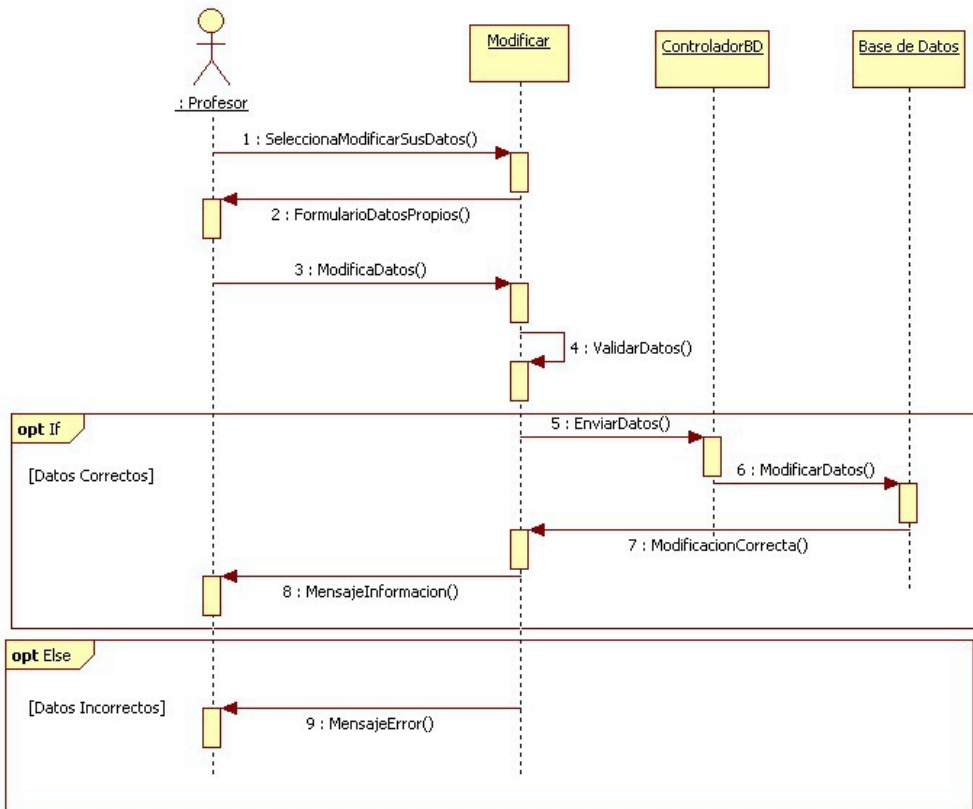 : Profesor
Modificar
ControladorBD
Base de Datos
1 : SeleccionaModificarSusDatos()
2 : FormularioDatosPropios()
3 : ModificaDatos()
4 : ValidarDatos()
opt If
[Datos Correctos]
5 : EnviarDatos()
6 : ModificarDatos()
7 : ModificacionCorrecta()
8 : MensajeInformacion()
opt Else
[Datos Incorrectos]
9 : MensajeError()